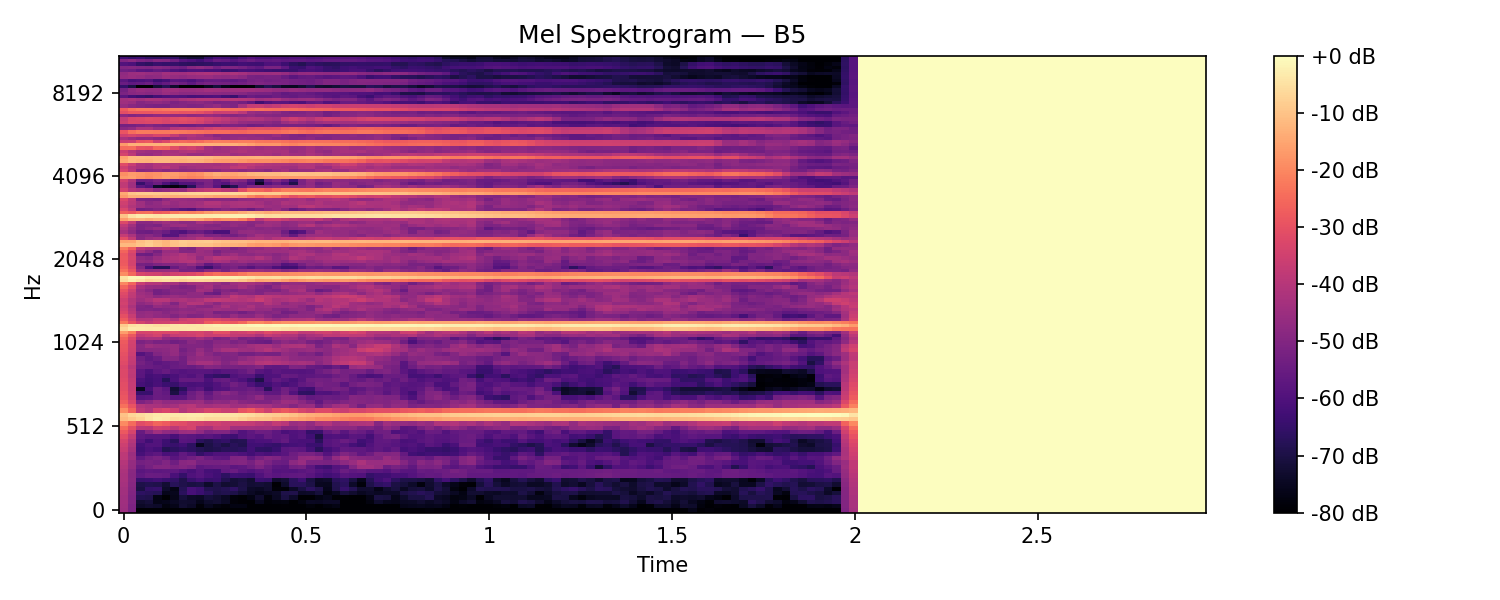 Mel Spektrogram — B5
Hz
8192
4096
2048
1024
512
0
0 0.5 1 1.5 2 2.5
Time
+0 dB
-10 dB
-20 dB
-30 dB
-40 dB
-50 dB
-60 dB
-70 dB
-80 dB